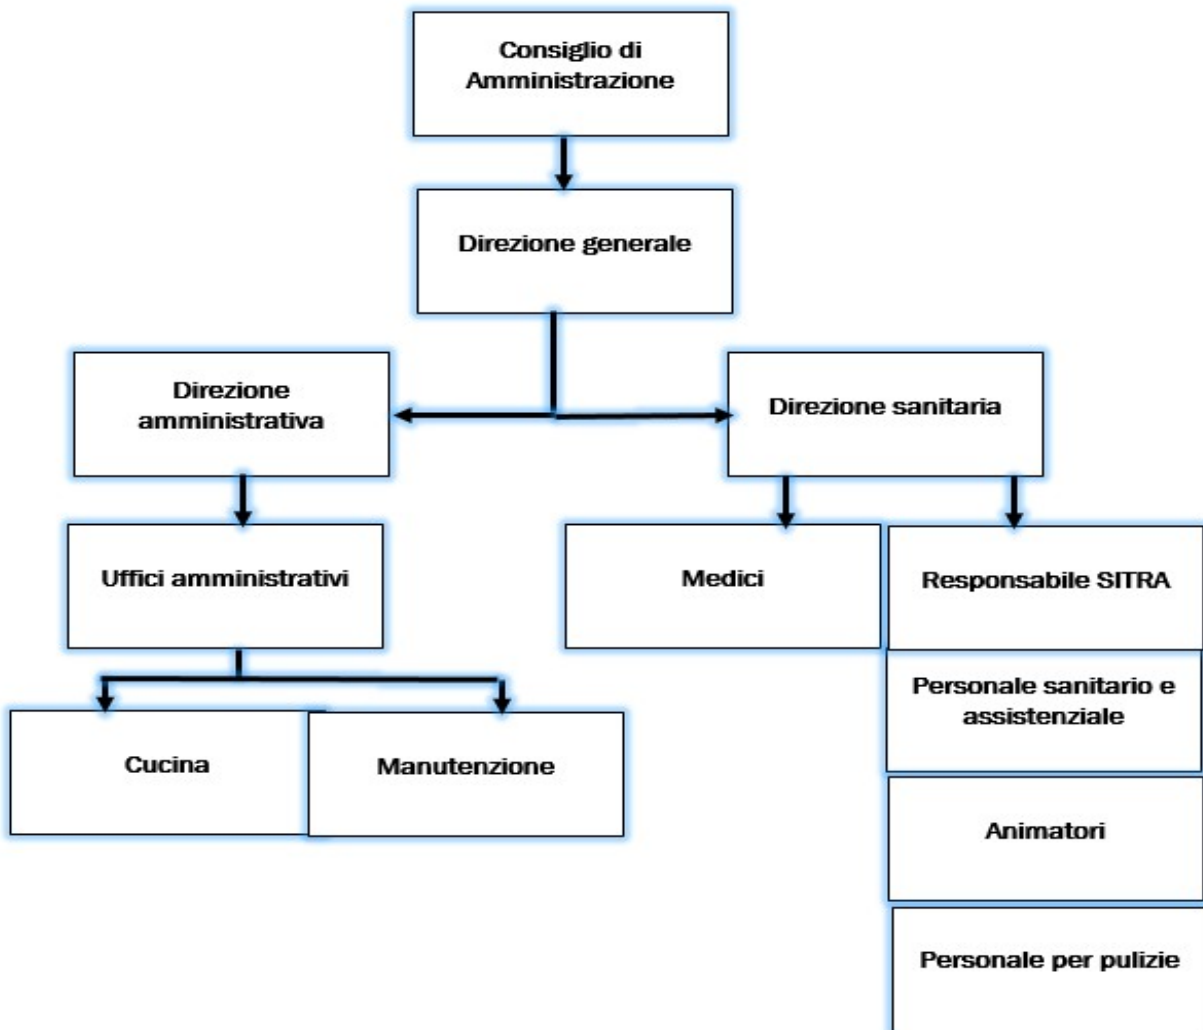 Consiglio di
Amministrazione
Direzione generale
Direzione
amministrativa
Direzione sanitaria
Uffici amministrativi
Medici
Responsabile SITRA
Personale sanitario e
assistenziale
Cucina
Manutenzione
Animatori
Personale per pulizie